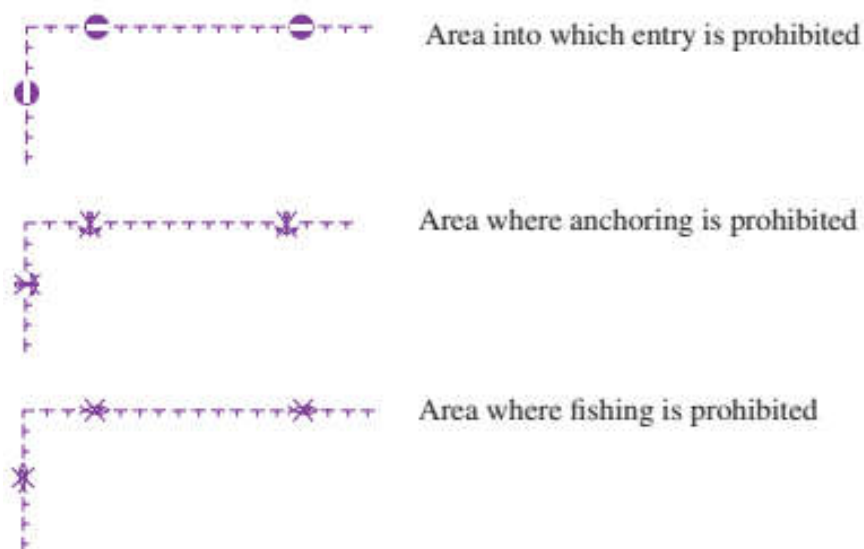 Area into which entry is prohibited
Area where anchoring is prohibited
Area where fishing is prohibited